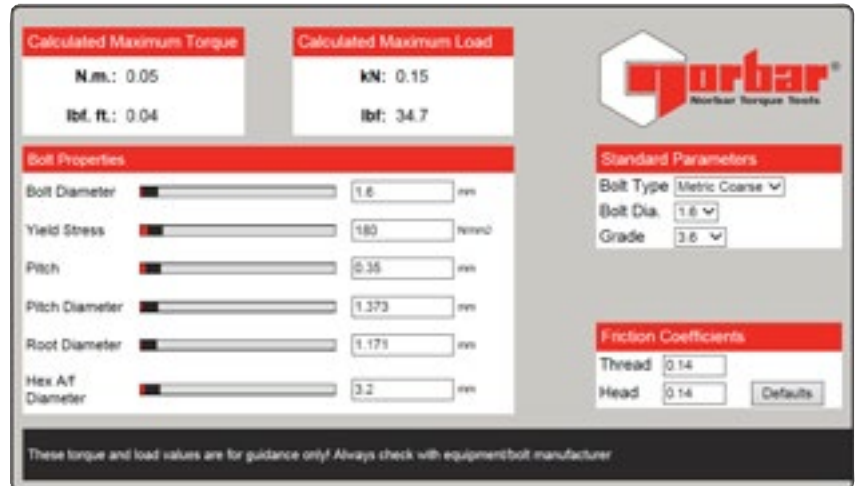 Calculated Maximum Torque
N.m.: 0.05
lbf. ft.: 0.04
Calculated Maximum Load
kN: 0.15
lbf: 34.7
norbar®
Norbar Torque Tools
Bolt Properties
Bolt Diameter 1.6 mm
Yield Stress 180 N/mm2
Pitch 0.35 mm
Pitch Diameter 1.373 mm
Root Diameter 1.171 mm
Hex A/f
Diameter 3.2 mm
Standard Parameters
Bolt Type Metric Coarse
Bolt Dia. 1.6
Grade 3.6
Friction Coefficients
Thread 0.14
Head 0.14 Defaults
These torque and load values are for guidance only! Always check with equipment/bolt manufacturer